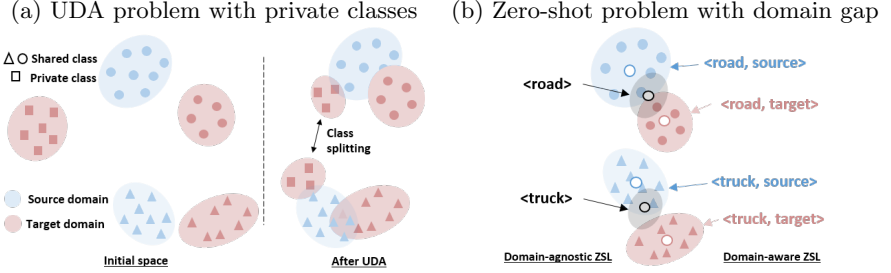 (a) UDA problem with private classes
(b) Zero-shot problem with domain gap
Shared class
Private class
Class
splitting
Source domain
Target domain
Initial space
After UDA
<road, source>
<road>
<road, target>
<truck, source>
<truck>
<truck, target>
Domain-agnostic ZSL
Domain-aware ZSL